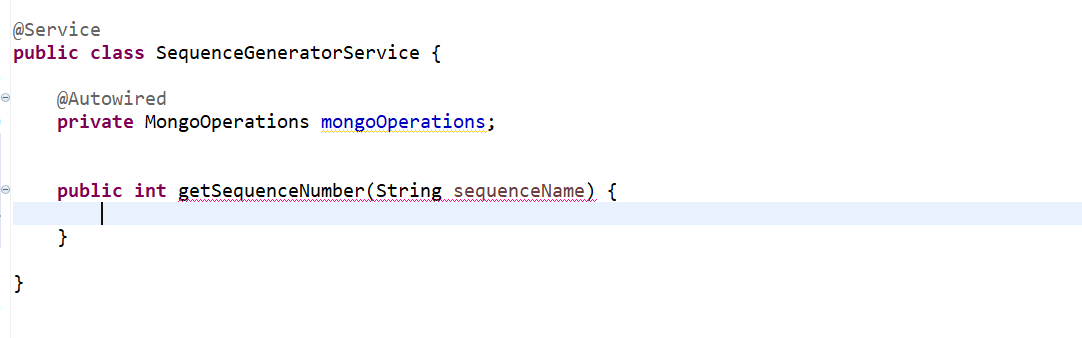 @Service
public class SequenceGeneratorService {
@Autowired
private MongoOperations mongoOperations;
public int getSequenceNumber(String sequenceName) {
}
}